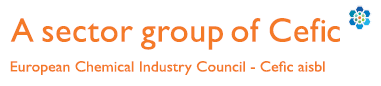 A sector group of Cefic
European Chemical Industry Council - Cefic aisbl